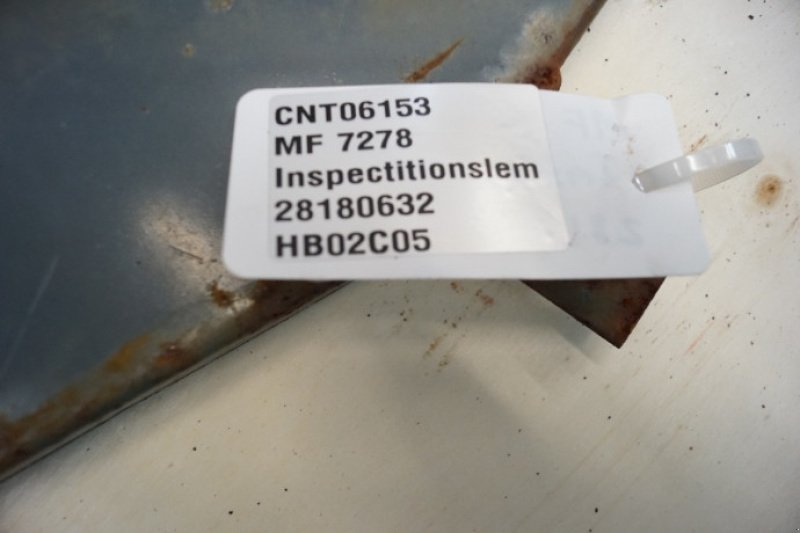 CNT06153
MF 7278
Inspectitionslem
28180632
HB02C05